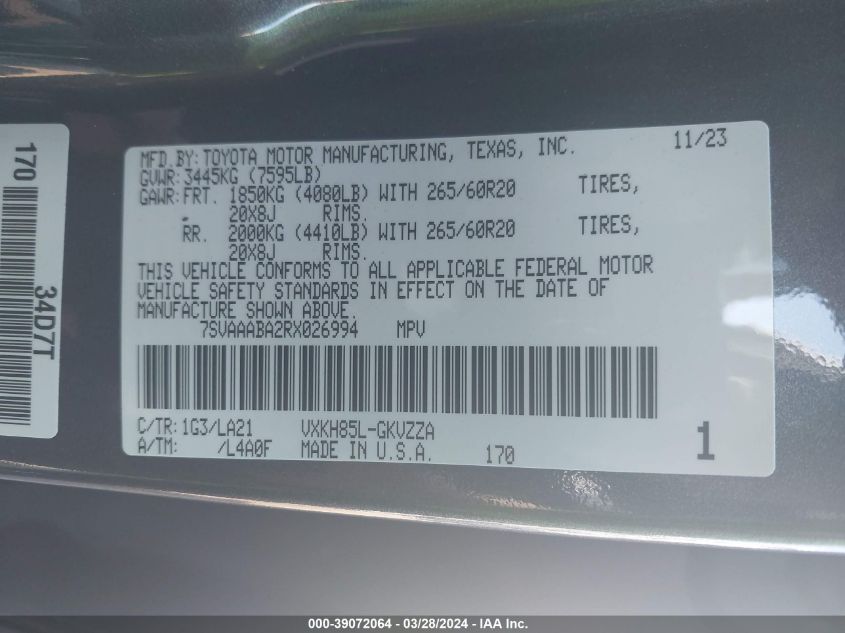 170
34D7T
MFD.BY: TOYOTA MOTOR MANUFACTURING, TEXAS, INC. 11/23
GVWR: 3445KG (7595LB)
GAWR: FRT. 1850KG (4080LB) WITH 265/60R20 TIRES,
20X8J RIMS.
RR. 2000KG (4410LB) WITH 265/60R20 TIRES,
20X8J RIMS.
THIS VEHICLE CONFORMS TO ALL APPLICABLE FEDERAL MOTOR
VEHICLE SAFETY STANDARDS IN EFFECT ON THE DATE OF
MANUFACTURE SHOWN ABOVE.
7SVAAABA2RX026994 MPV
C/TR: 1G3/LA21 VXKH85L-GKVZZA
A/TM: /L4A0F MADE IN U.S.A. 170 1
000-39072064 - 03/28/2024 - IAA Inc.